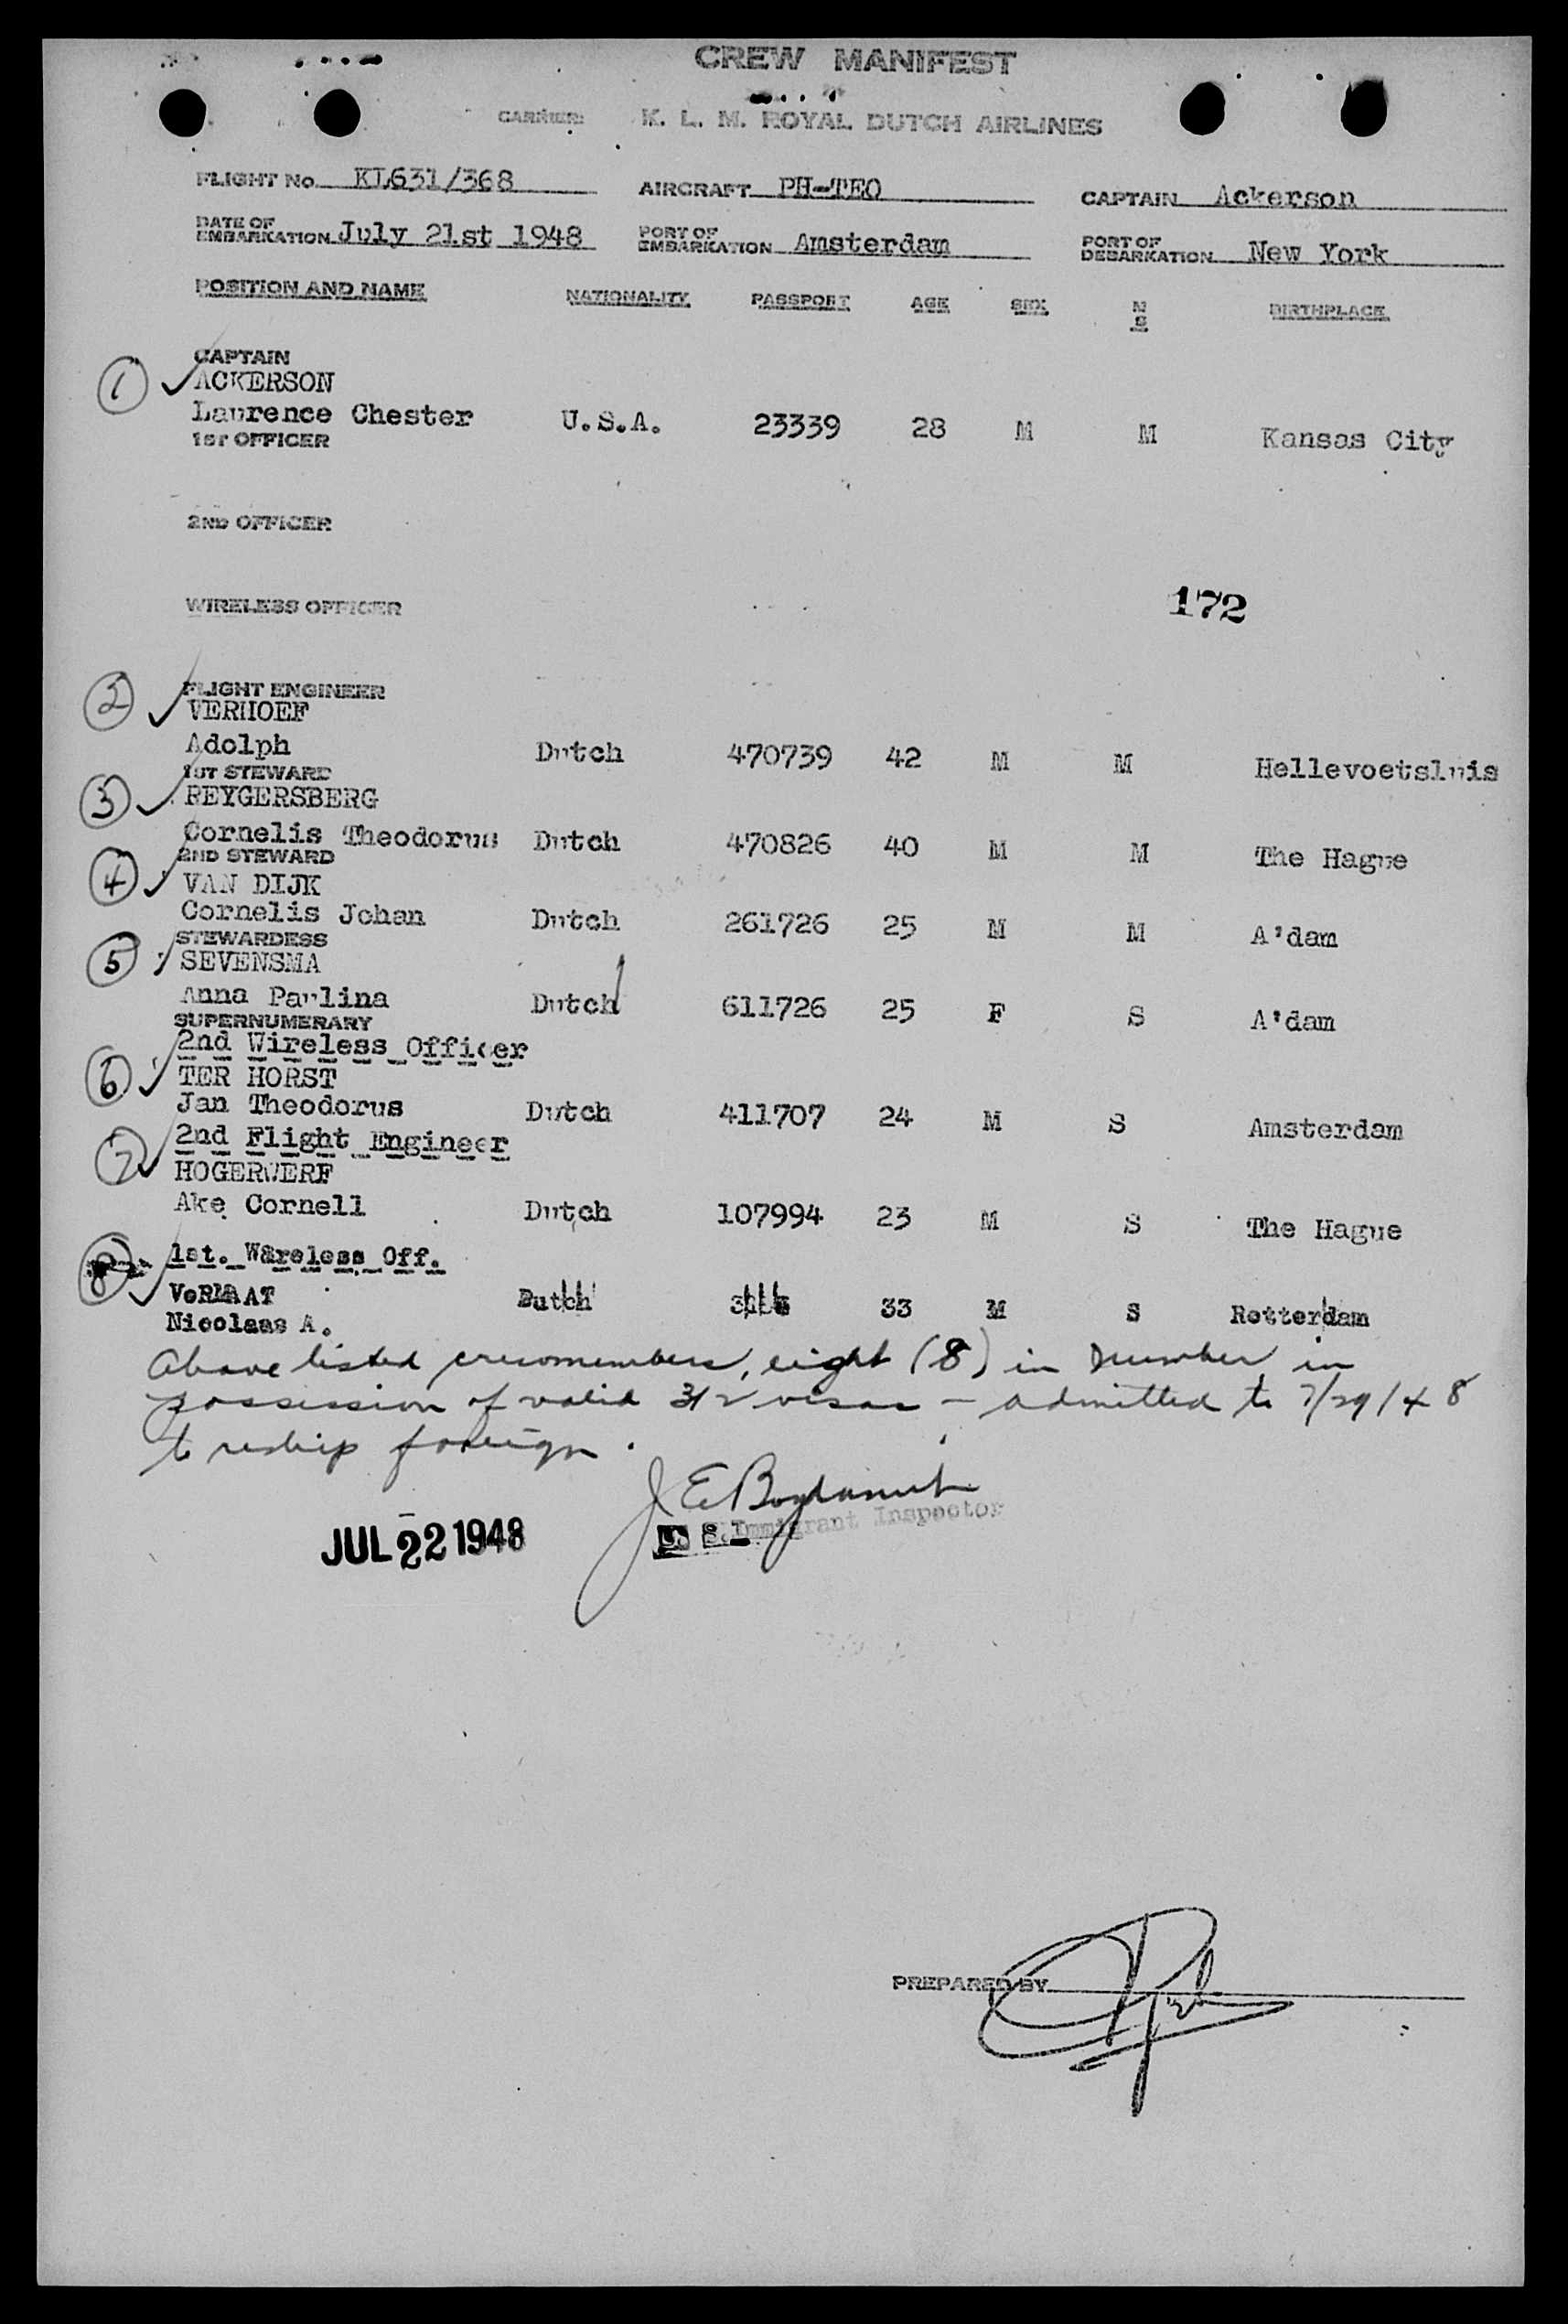 CREW MANIFEST
CARRIER: K. L. M. ROYAL DUTCH AIRLINES
FLIGHT No. KL631/368 AIRCRAFT PH-TEO CAPTAIN Ackerson
DATE OF EMBARKATION July 21st 1948 PORT OF EMBARKATION Amsterdam PORT OF DEBARKATION New York
POSITION AND NAME NATIONALITY PASSPORT AGE SEX M S BIRTHPLACE
CAPTAIN
1 ACKERSON
Laurence Chester U.S.A. 23339 28 M M Kansas City
1ST OFFICER
2ND OFFICER
WIRELESS OFFICER
172
FLIGHT ENGINEER
2 VERHOEF
Adolph Dutch 470739 42 M M Hellevoetsluis
1ST STEWARD
3 REYGERSBERG
Cornelis Theodorus Dutch 470826 40 M M The Hague
2ND STEWARD
4 VAN DIJK
Cornelis Johan Dutch 261726 25 M M A'dam
STEWARDESS
5 SEVENSMA
Anna Paulina Dutch 611726 25 F S A'dam
SUPERNUMERARY
2nd Wireless Officer
6 TER HORST
Jan Theodorus Dutch 411707 24 M S Amsterdam
2nd Flight Engineer
7 HOGERWERF
Ake Cornell Dutch 107994 23 M S The Hague
8 1st. Wareless Off.
VeRMAAT Dutch 33 M S Rotterdam
Nicolaas A.
Above listed crewmembers, eight (8) in number in
possession of valid 3/2 visas – admitted to 7/29/48
to reship foreign.
J E
U. S. Immigrant Inspector
JUL 22 1948
PREPARED BY